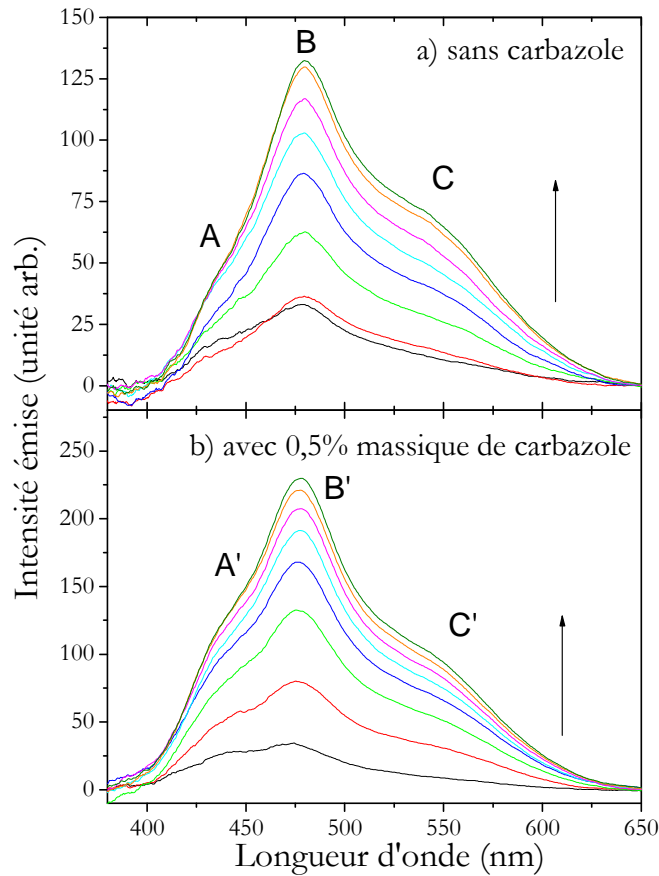 Intensité émise (unité arb.)
150
125
100
75
50
25
0
a) sans carbazole
A
B
C
250
200
150
100
50
0
b) avec 0,5% massique de carbazole
A'
B'
C'
400 450 500 550 600 650
Longueur d'onde (nm)